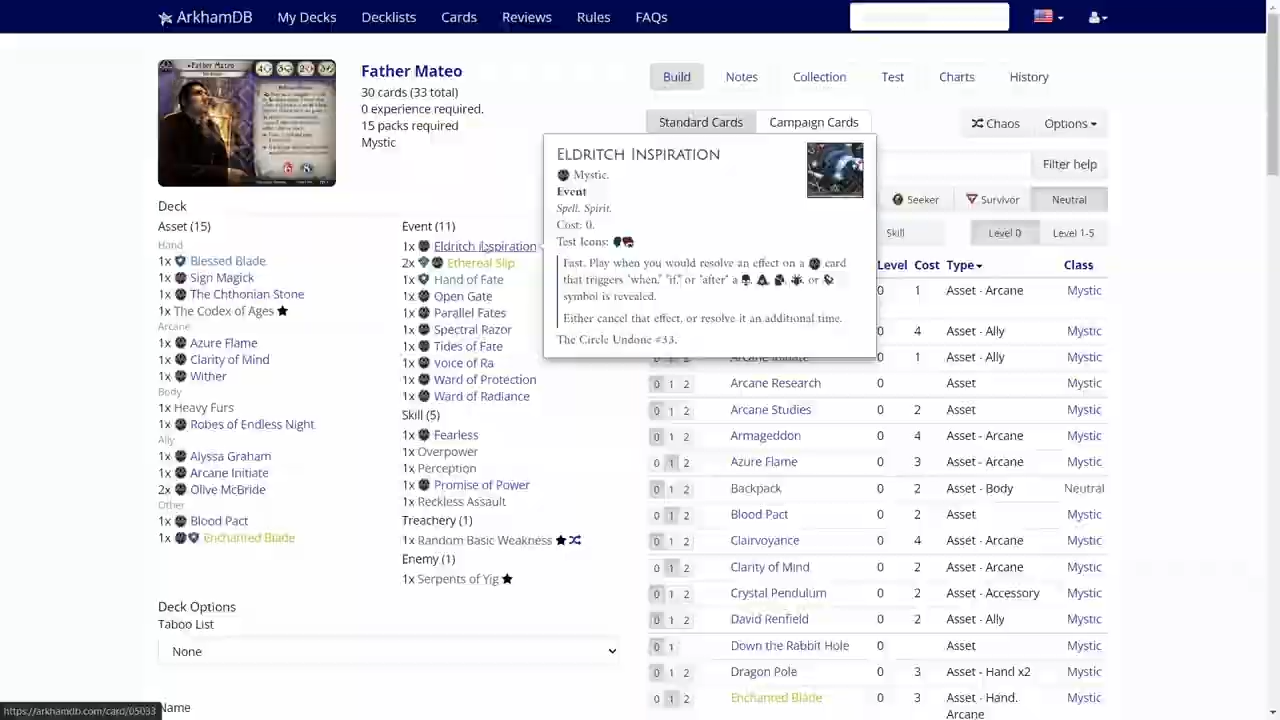 ArkhamDB My Decks Decklists Cards Reviews Rules FAQs
Father Mateo
30 cards (33 total)
0 experience required.
15 packs required
Mystic
Deck
Asset (15)
Hand
1x Blessed Blade
1x Sign Magick
1x The Chthonian Stone
1x The Codex of Ages
Arcane
1x Azure Flame
1x Clarity of Mind
1x Wither
Body
1x Heavy Furs
1x Robes of Endless Night
Ally
1x Alyssa Graham
1x Arcane Initiate
2x Olive McBride
Other
1x Blood Pact
1x Enchanted Blade
Event (11)
1x Eldritch Inspiration
2x Ethereal Slip
1x Hand of Fate
1x Open Gate
1x Parallel Fates
1x Spectral Razor
1x Tides of Fate
1x Voice of Ra
1x Ward of Protection
1x Ward of Radiance
Skill (5)
1x Fearless
1x Overpower
1x Perception
1x Promise of Power
1x Reckless Assault
Treachery (1)
1x Random Basic Weakness
Enemy (1)
1x Serpents of Yig
Deck Options
Taboo List
None
Name
Build Notes Collection Test Charts History
Standard Cards Campaign Cards Options
Filter help
Seeker Survivor Neutral
Skill Level 0 Level 1-5
Eldritch Inspiration
Mystic.
Event
Spell. Spirit.
Cost: 0.
Test Icons:
Fast. Play when you would resolve an effect on a card
that triggers "when," "if," or "after" a , , , , or
symbol is revealed.
Either cancel that effect, or resolve it an additional time.
The Circle Undone #33.
Level Cost Type Class
0 1 Asset - Arcane Mystic
0 4 Asset - Ally Mystic
Arcane Initiate 0 1 Asset - Ally Mystic
0 1 2 Arcane Research 0 Asset Mystic
0 1 2 Arcane Studies 0 2 Asset Mystic
0 1 2 Armageddon 0 4 Asset - Arcane Mystic
0 1 2 Azure Flame 0 3 Asset - Arcane Mystic
0 1 2 Backpack 0 2 Asset - Body Neutral
0 1 2 Blood Pact 0 2 Asset Mystic
0 1 2 Clairvoyance 0 4 Asset - Arcane Mystic
0 1 2 Clarity of Mind 0 2 Asset - Arcane Mystic
0 1 2 Crystal Pendulum 0 2 Asset - Accessory Mystic
0 1 2 David Renfield 0 2 Asset - Ally Mystic
0 1 Down the Rabbit Hole 0 Asset Mystic
0 1 2 Dragon Pole 0 3 Asset - Hand x2 Mystic
0 1 2 Enchanted Blade 0 3 Asset - Hand. Arcane Mystic
https://arkhamdb.com/card/05033